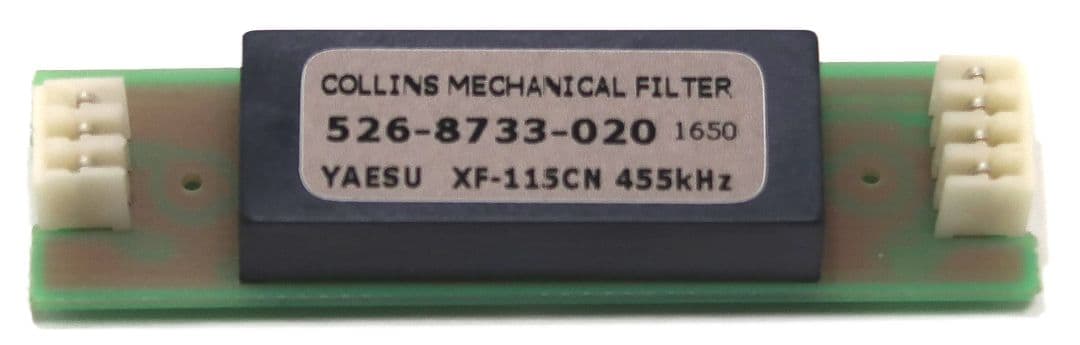 COLLINS MECHANICAL FILTER
526-8733-020 1650
YAESU XF-115CN 455kHz